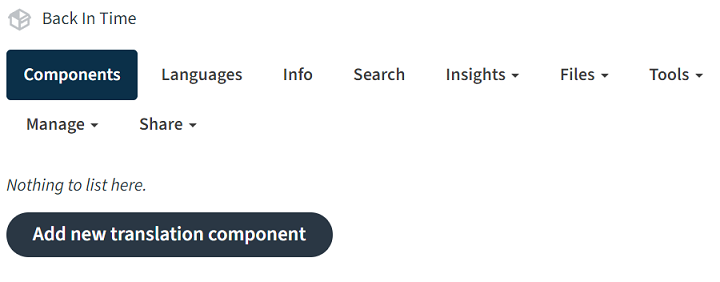 Back In Time
Components Languages Info Search Insights Files Tools
Manage Share
Nothing to list here.
Add new translation component